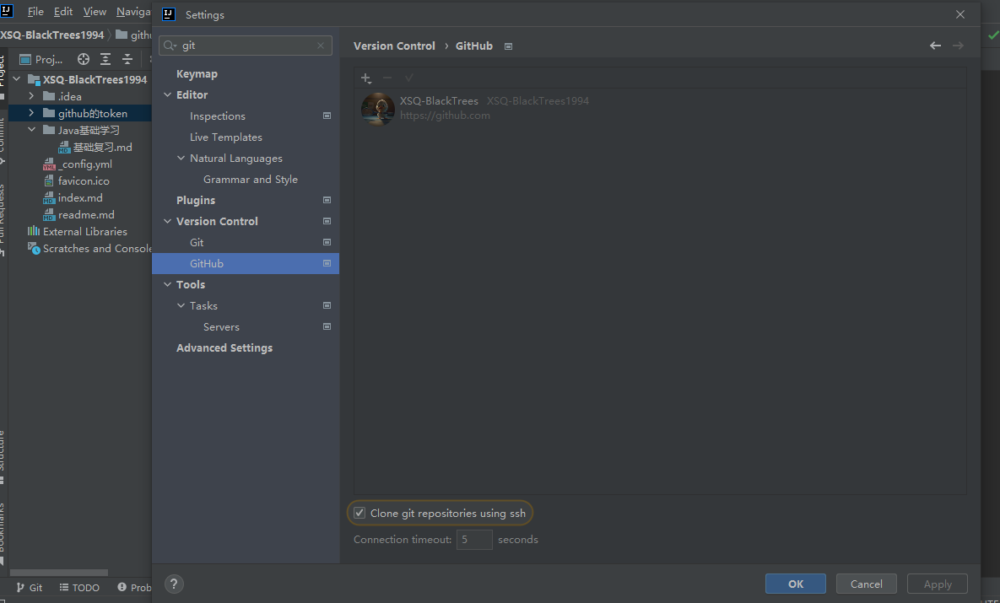 File Edit View Naviga
Settings
XSQ-BlackTrees1994
git
Version Control › GitHub
Proj...
XSQ-BlackTrees1994
.idea
github的token
Java基础学习
基础复习.md
_config.yml
favicon.ico
index.md
readme.md
External Libraries
Scratches and Console
Keymap
Editor
Inspections
Live Templates
Natural Languages
Grammar and Style
Plugins
Version Control
Git
GitHub
Tools
Tasks
Servers
Advanced Settings
XSQ-BlackTrees XSQ-BlackTrees1994
https://github.com
Clone git repositories using ssh
Connection timeout: 5 seconds
Git TODO Prob
?
OK Cancel Apply